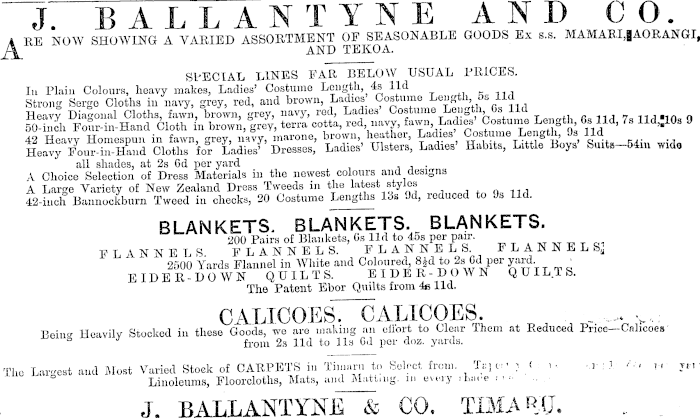 J. BALLANTYNE AND CO.
ARE NOW SHOWING A VARIED ASSORTMENT OF SEASONABLE GOODS Ex s.s. MAMARI, AORANGI,
AND TEKOA.
SPECIAL LINES FAR BELOW USUAL PRICES.
In Plain Colours, heavy makes, Ladies' Costume Length, 4s 11d
Strong Serge Cloths in navy, grey, red, and brown, Ladies' Costume Length, 5s 11d
Heavy Diagonal Cloths, fawn, brown, grey, navy, red, Ladies' Costume Length, 6s 11d
50-inch Four-in-Hand Cloth in brown, grey, terra cotta, red, navy, fawn, Ladies' Costume Length, 6s 11d, 7s 11d, 10s 9
42 Heavy Homespun in fawn, grey, navy, marone, brown, heather, Ladies' Costume Length, 9s 11d
Heavy Four-in-Hand Cloths for Ladies' Dresses, Ladies' Ulsters, Ladies' Habits, Little Boys' Suits—54in wide
all shades, at 2s 6d per yard
A Choice Selection of Dress Materials in the newest colours and designs
A Large Variety of New Zealand Dress Tweeds in the latest styles
42-inch Bannockburn Tweed in checks, 20 Costume Lengths 13s 9d, reduced to 9s 11d.
BLANKETS. BLANKETS. BLANKETS.
200 Pairs of Blankets, 6s 11d to 45s per pair.
FLANNELS. FLANNELS. FLANNELS. FLANNELS.
2500 Yards Flannel in White and Coloured, 8½d to 2s 6d per yard.
EIDER-DOWN QUILTS. EIDER-DOWN QUILTS.
The Patent Ebor Quilts from 4s 11d.
CALICOES. CALICOES.
Being Heavily Stocked in these Goods, we are making an effort to Clear Them at Reduced Price—Calicoes
from 2s 11d to 11s 6d per doz. yards.
The Largest and Most Varied Stock of CARPETS in Timaru to Select from.
Linoleums, Floorcloths, Mats, and Matting, in every shade
J. BALLANTYNE & CO. TIMARU.